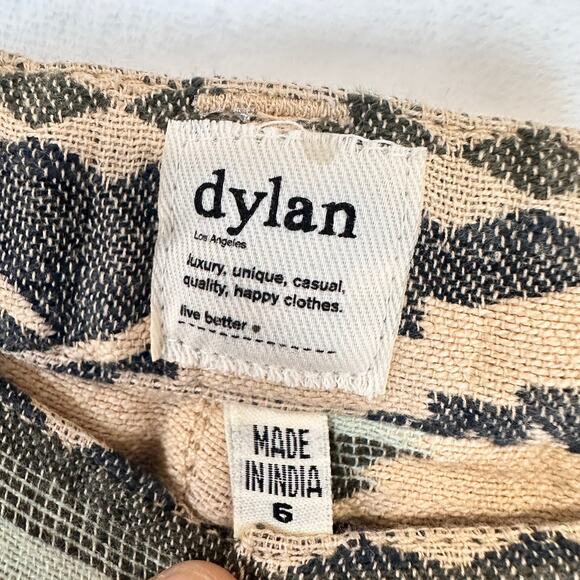 dylan
Los Angeles
luxury, unique, casual,
quality, happy clothes.
live better
MADE
IN INDIA
6